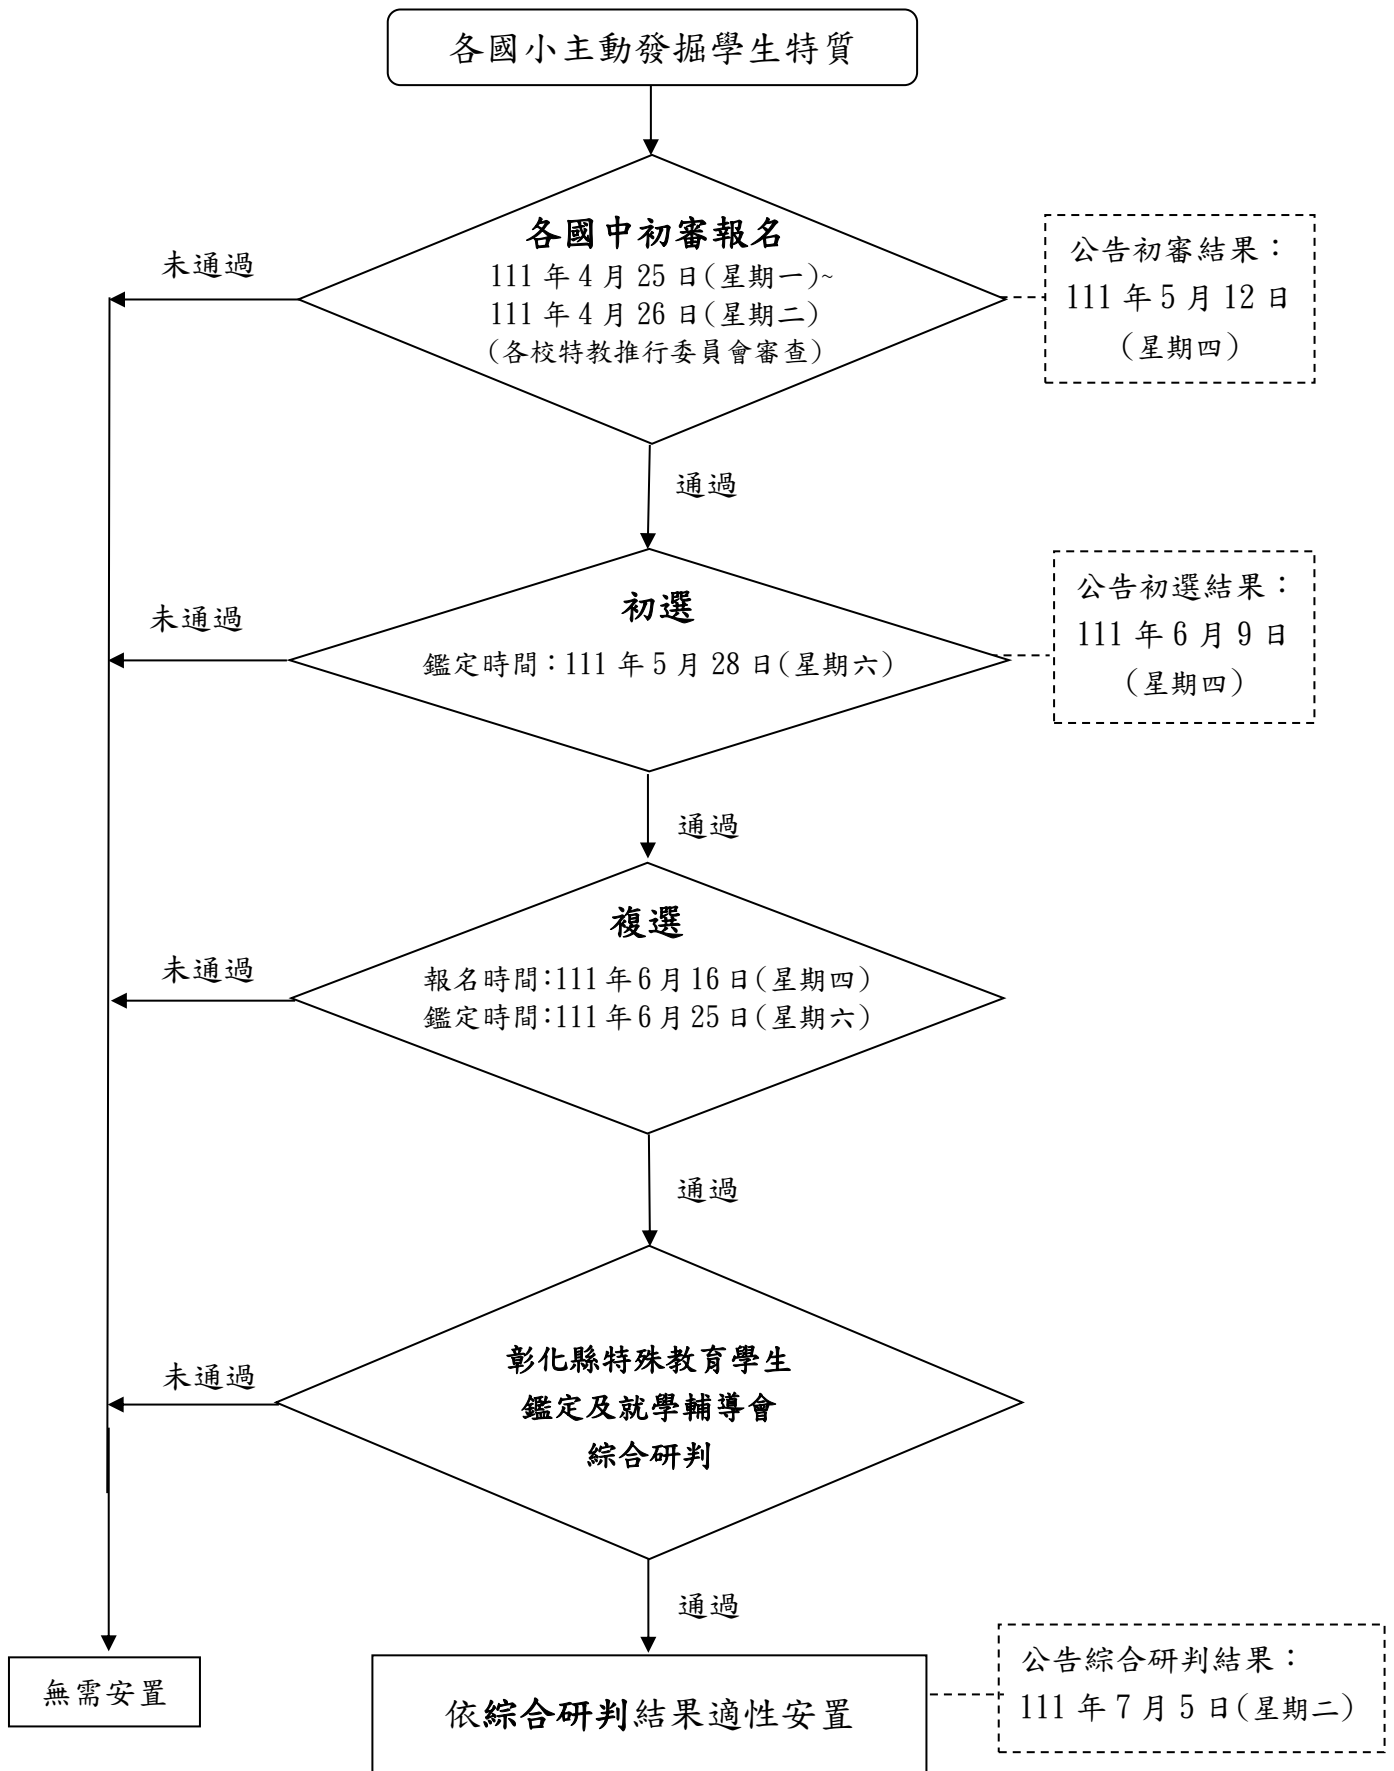 各國小主動發掘學生特質
各國中初審報名
111 年 4 月 25 日(星期一)~
111 年 4 月 26 日(星期二)
(各校特教推行委員會審查)
未通過
公告初審結果：
111 年 5 月 12 日
(星期四)
通過
初選
鑑定時間：111 年 5 月 28 日(星期六)
未通過
公告初選結果：
111 年 6 月 9 日
(星期四)
通過
複選
報名時間:111 年 6 月 16 日(星期四)
鑑定時間:111 年 6 月 25 日(星期六)
未通過
通過
彰化縣特殊教育學生
鑑定及就學輔導會
綜合研判
未通過
通過
無需安置
依綜合研判結果適性安置
公告綜合研判結果：
111 年 7 月 5 日(星期二)